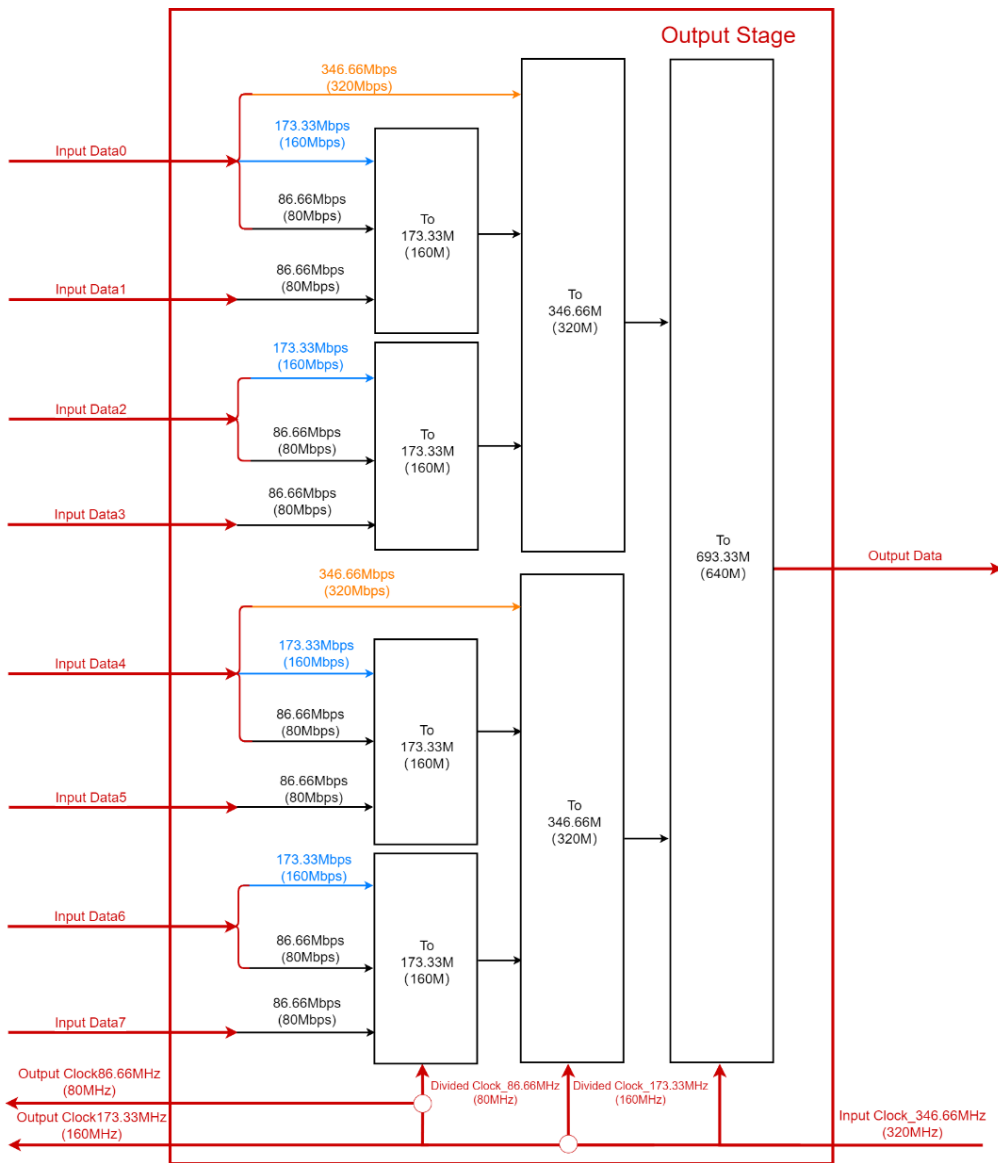 Output Stage
346.66Mbps
(320Mbps)
173.33Mbps
(160Mbps)
Input Data0
86.66Mbps
(80Mbps)
To
173.33M
(160M)
86.66Mbps
(80Mbps)
Input Data1
To
346.66M
(320M)
173.33Mbps
(160Mbps)
Input Data2
86.66Mbps
(80Mbps)
To
173.33M
(160M)
86.66Mbps
(80Mbps)
Input Data3
To
693.33M
(640M)
Output Data
346.66Mbps
(320Mbps)
173.33Mbps
(160Mbps)
Input Data4
86.66Mbps
(80Mbps)
To
173.33M
(160M)
86.66Mbps
(80Mbps)
Input Data5
To
346.66M
(320M)
173.33Mbps
(160Mbps)
Input Data6
86.66Mbps
(80Mbps)
To
173.33M
(160M)
86.66Mbps
(80Mbps)
Input Data7
Output Clock86.66MHz
(80MHz)
Divided Clock_86.66MHz
(80MHz)
Divided Clock_173.33MHz
(160MHz)
Output Clock173.33MHz
(160MHz)
Input Clock_346.66MHz
(320MHz)